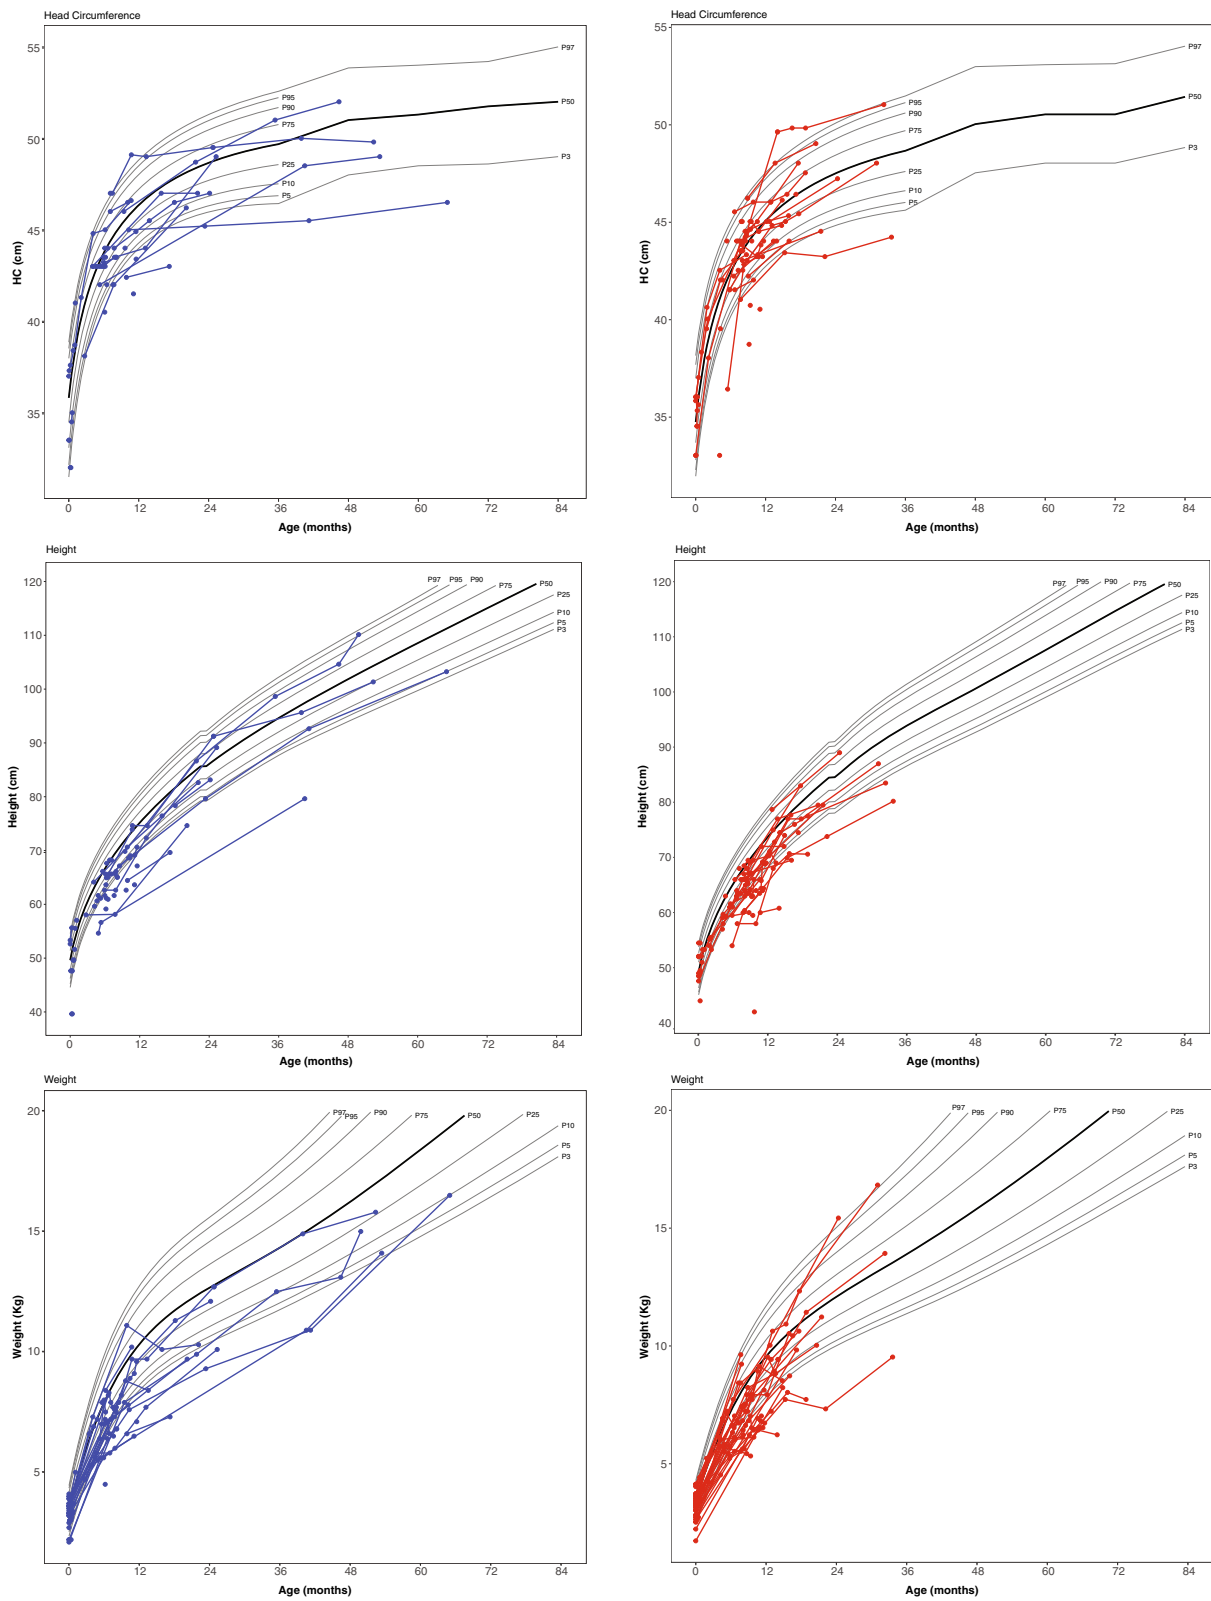 Head Circumference
55
50
45
40
35
HC (cm)
P97
P50
P3
P95
P90
P75
P25
P10
P5
0 12 24 36 48 60 72 84
Age (months)
Head Circumference
55
50
45
40
35
HC (cm)
P97
P50
P3
P95
P90
P75
P25
P10
P5
0 12 24 36 48 60 72 84
Age (months)
Height
120
110
100
90
80
70
60
50
40
Height (cm)
P97 P95 P90 P75 P50
P25
P10
P5
P3
0 12 24 36 48 60 72 84
Age (months)
Height
120
110
100
90
80
70
60
50
40
Height (cm)
P97 P95 P90 P75 P50
P25
P10
P5
P3
0 12 24 36 48 60 72 84
Age (months)
Weight
20
15
10
5
Weight (Kg)
P97 P95 P90 P75 P50 P25
P10
P5
P3
0 12 24 36 48 60 72 84
Age (months)
Weight
20
15
10
5
Weight (Kg)
P97 P95 P90 P75 P50 P25
P10
P5
P3
0 12 24 36 48 60 72 84
Age (months)